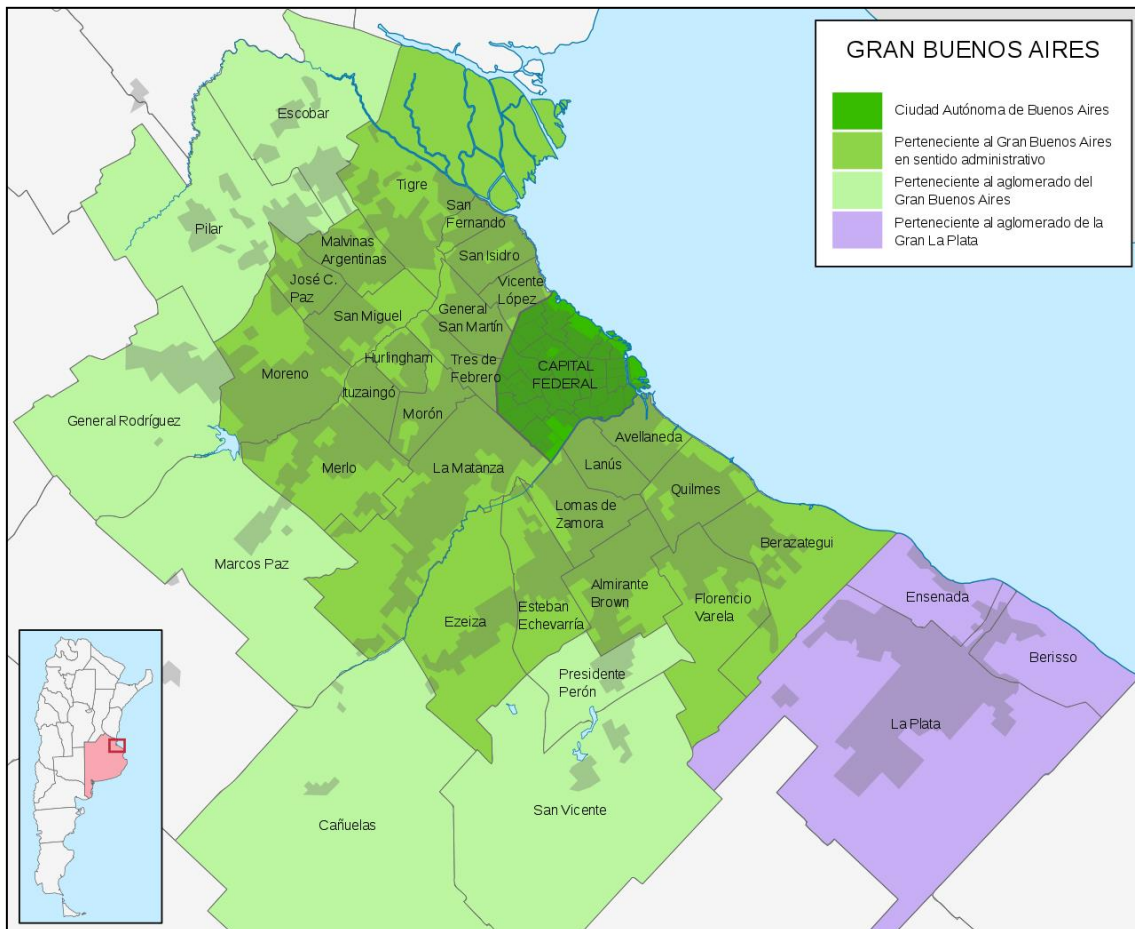 GRAN BUENOS AIRES
Ciudad Autónoma de Buenos Aires
Perteneciente al Gran Buenos Aires
en sentido administrativo
Perteneciente al aglomerado del
Gran Buenos Aires
Perteneciente al aglomerado de la
Gran La Plata
Escobar
Tigre
San
Fernando
Pilar
Malvinas
Argentinas
San Isidro
José C.
Paz
Vicente
López
San Miguel
General
San Martín
Hurlingham
Tres de
Febrero
CAPITAL
FEDERAL
Moreno
Ituzaingó
Morón
General Rodríguez
Avellaneda
Merlo
La Matanza
Lanús
Quilmes
Lomas de
Zamora
Berazategui
Marcos Paz
Almirante
Brown
Ensenada
Florencio
Varela
Esteban
Echevarría
Ezeiza
Berisso
Presidente
Perón
La Plata
San Vicente
Cañuelas